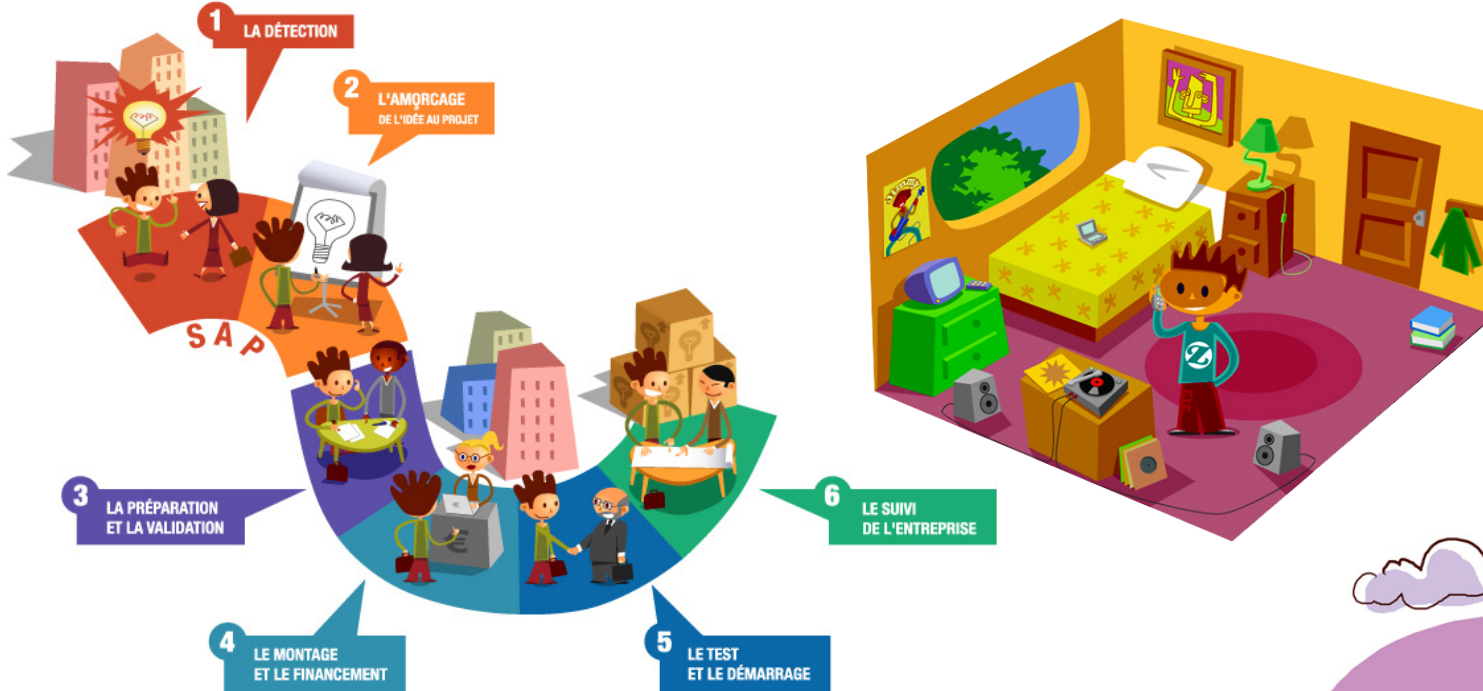 1
LA DÉTECTION
2
L'AMORÇAGE
DE L'IDÉE AU PROJET
SAP
3
LA PRÉPARATION
ET LA VALIDATION
4
LE MONTAGE
ET LE FINANCEMENT
5
LE TEST
ET LE DÉMARRAGE
6
LE SUIVI
DE L'ENTREPRISE
€
€
Z